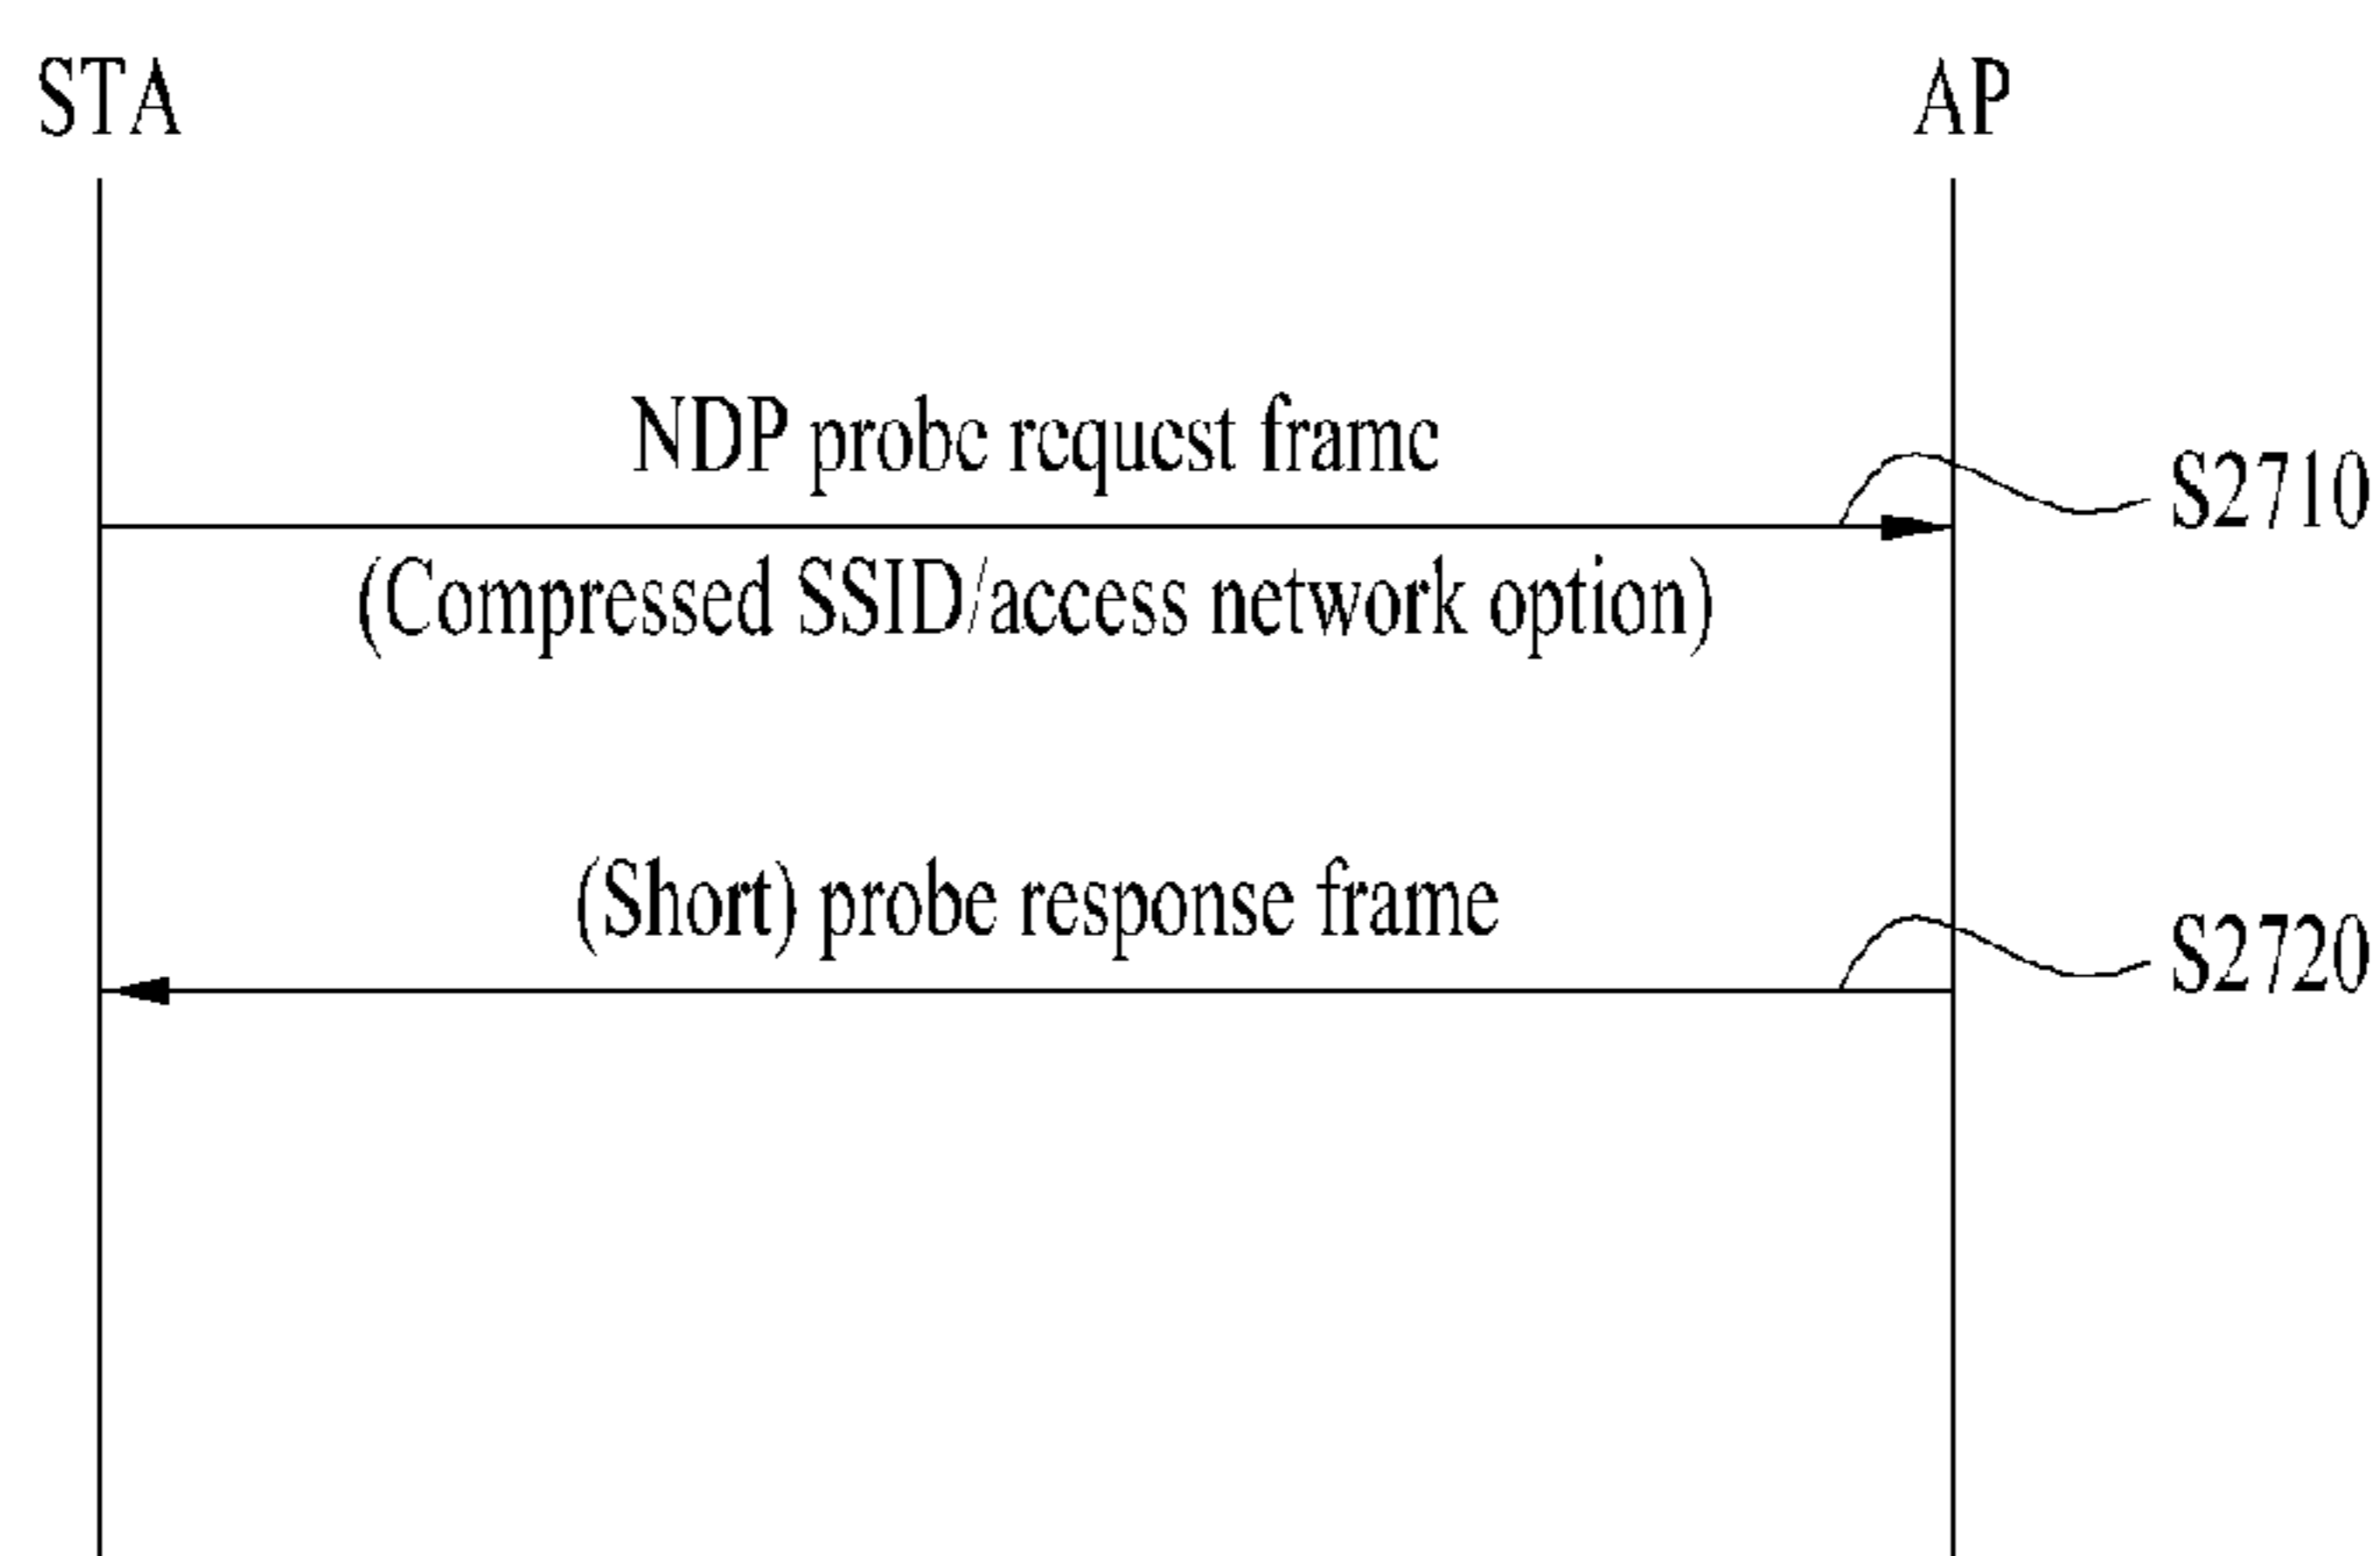 STA
AP
NDP probe request frame
S2710
(Compressed SSID/access network option)
(Short) probe response frame
S2720